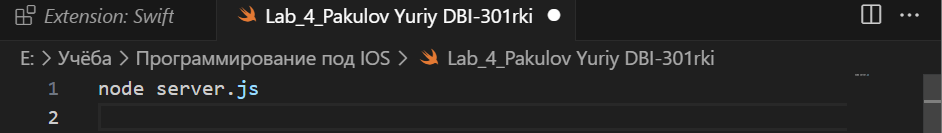 Extension: Swift Lab_4_Pakulov Yuriy DBI-301rki
E: > Учёба > Программирование под IOS > Lab_4_Pakulov Yuriy DBI-301rki
1 node server.js
2